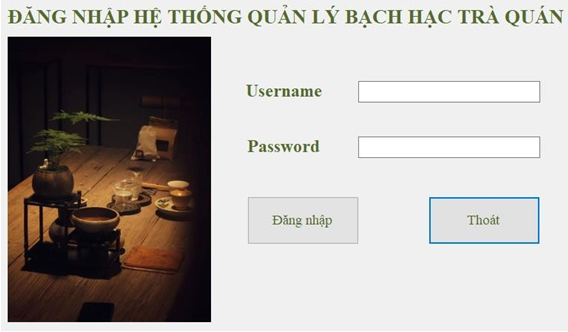 ĐĂNG NHẬP HỆ THỐNG QUẢN LÝ BẠCH HẠC TRÀ QUÁN
Username
Password
Đăng nhập
Thoát